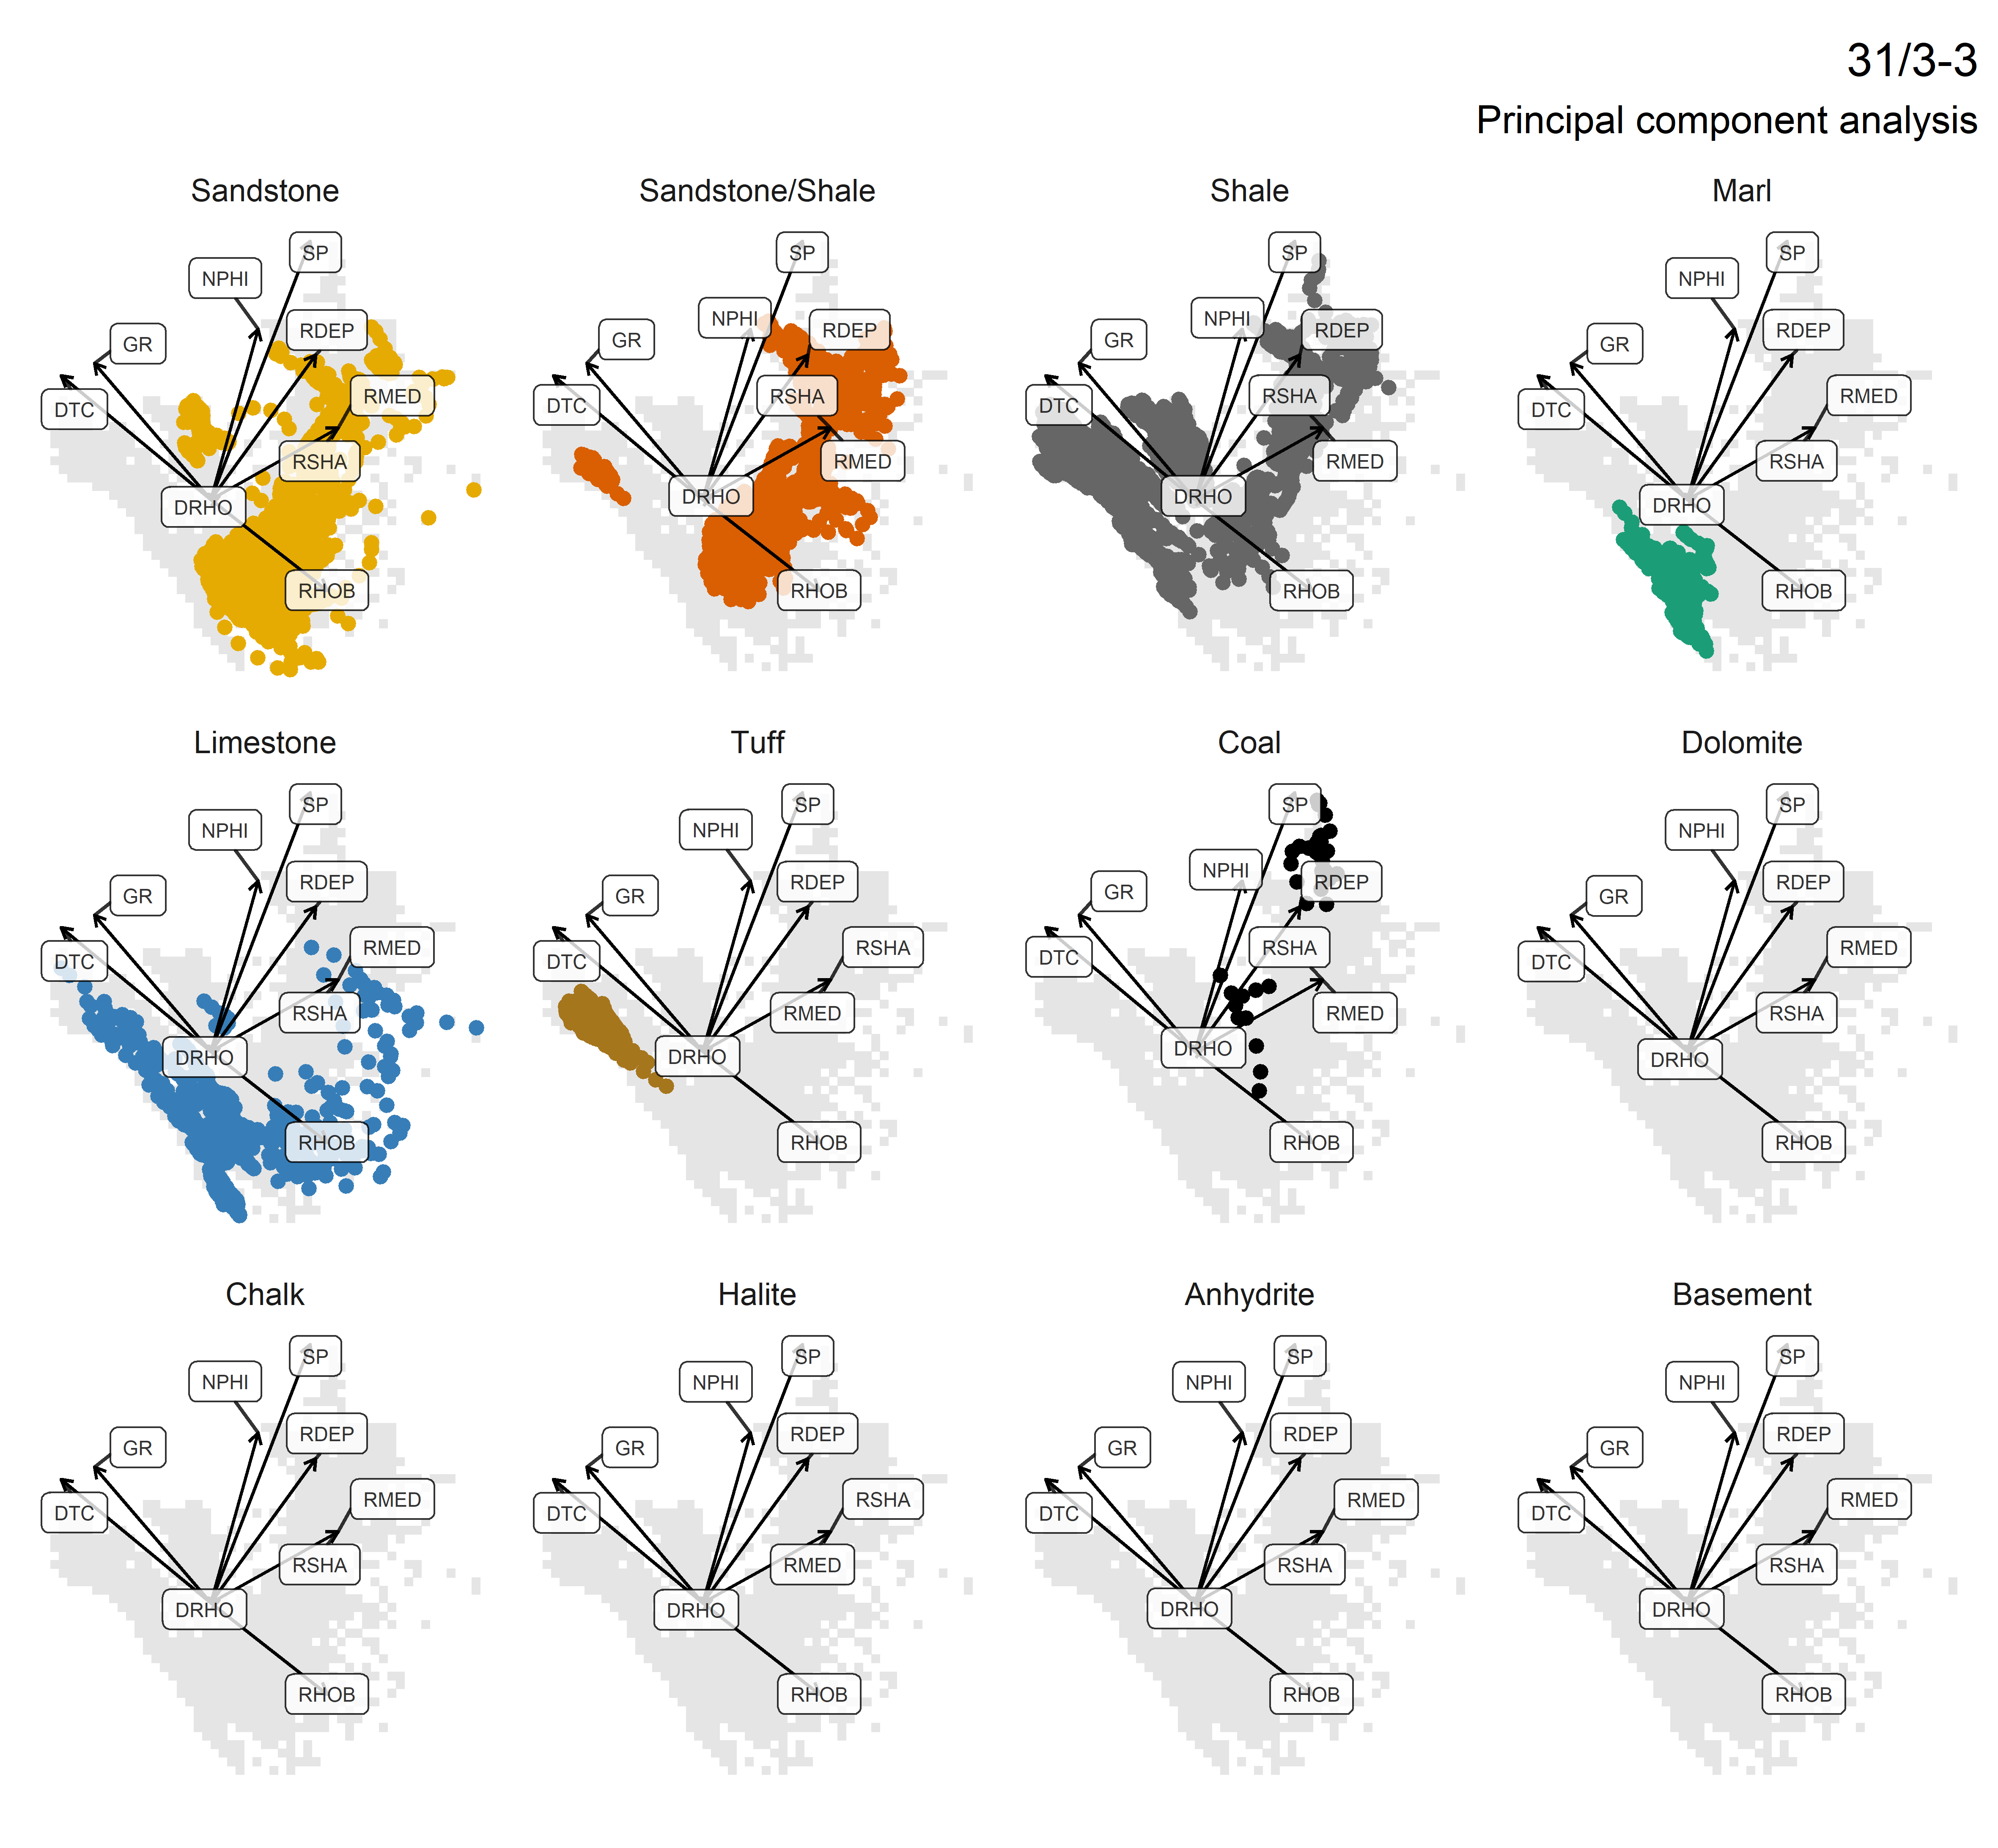 31/3-3
Principal component analysis
Sandstone
SP
NPHI
RDEP
GR
RMED
DTC
RSHA
DRHO
RHOB
Sandstone/Shale
SP
NPHI
RDEP
GR
RSHA
DTC
RMED
DRHO
RHOB
Shale
SP
NPHI
RDEP
GR
RSHA
DTC
RMED
DRHO
RHOB
Marl
SP
NPHI
RDEP
GR
RMED
DTC
RSHA
DRHO
RHOB
Limestone
SP
NPHI
RDEP
GR
RMED
DTC
RSHA
DRHO
RHOB
Tuff
SP
NPHI
RDEP
GR
RSHA
DTC
RMED
DRHO
RHOB
Coal
SP
NPHI
RDEP
GR
RSHA
DTC
RMED
DRHO
RHOB
Dolomite
SP
NPHI
RDEP
GR
RMED
DTC
RSHA
DRHO
RHOB
Chalk
SP
NPHI
RDEP
GR
RMED
DTC
RSHA
DRHO
RHOB
Halite
SP
NPHI
RDEP
GR
RSHA
DTC
RMED
DRHO
RHOB
Anhydrite
SP
NPHI
RDEP
GR
RMED
DTC
RSHA
DRHO
RHOB
Basement
SP
NPHI
RDEP
GR
RMED
DTC
RSHA
DRHO
RHOB